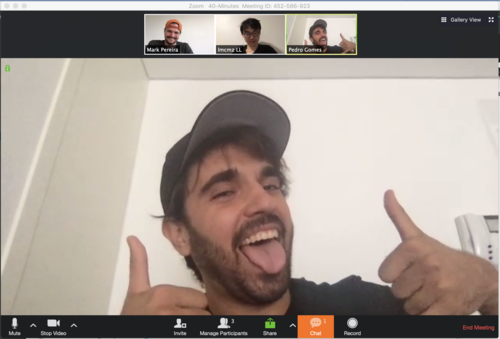 Zoom 40-Minutes Meeting ID: 452-586-923
Gallery View
Mark Pereira
lmcmz LL
Pedro Gomes
Mute
Stop Video
Invite
3
Manage Participants
Share
3
Chat
Record
End Meeting